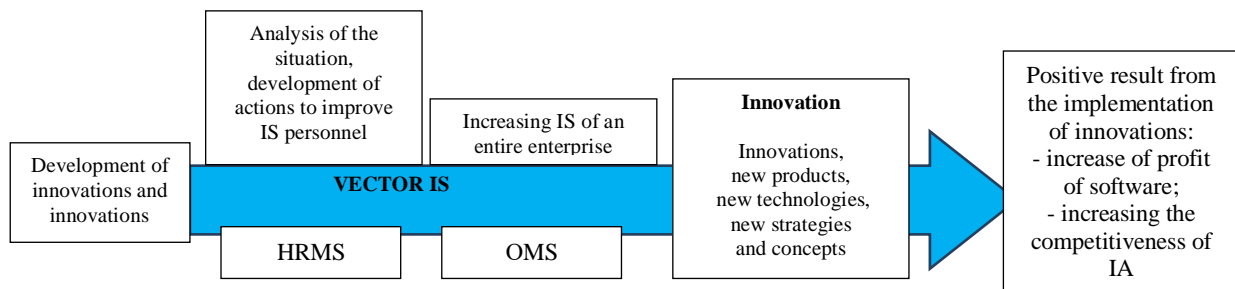 Development of
innovations and
innovations
Analysis of the
situation,
development of
actions to improve
IS personnel
Increasing IS of an
entire enterprise
VECTOR IS
HRMS
OMS
Innovation
Innovations,
new products,
new technologies,
new strategies
and concepts
Positive result from
the implementation
of innovations:
- increase of profit
of software;
- increasing the
competitiveness of
IA